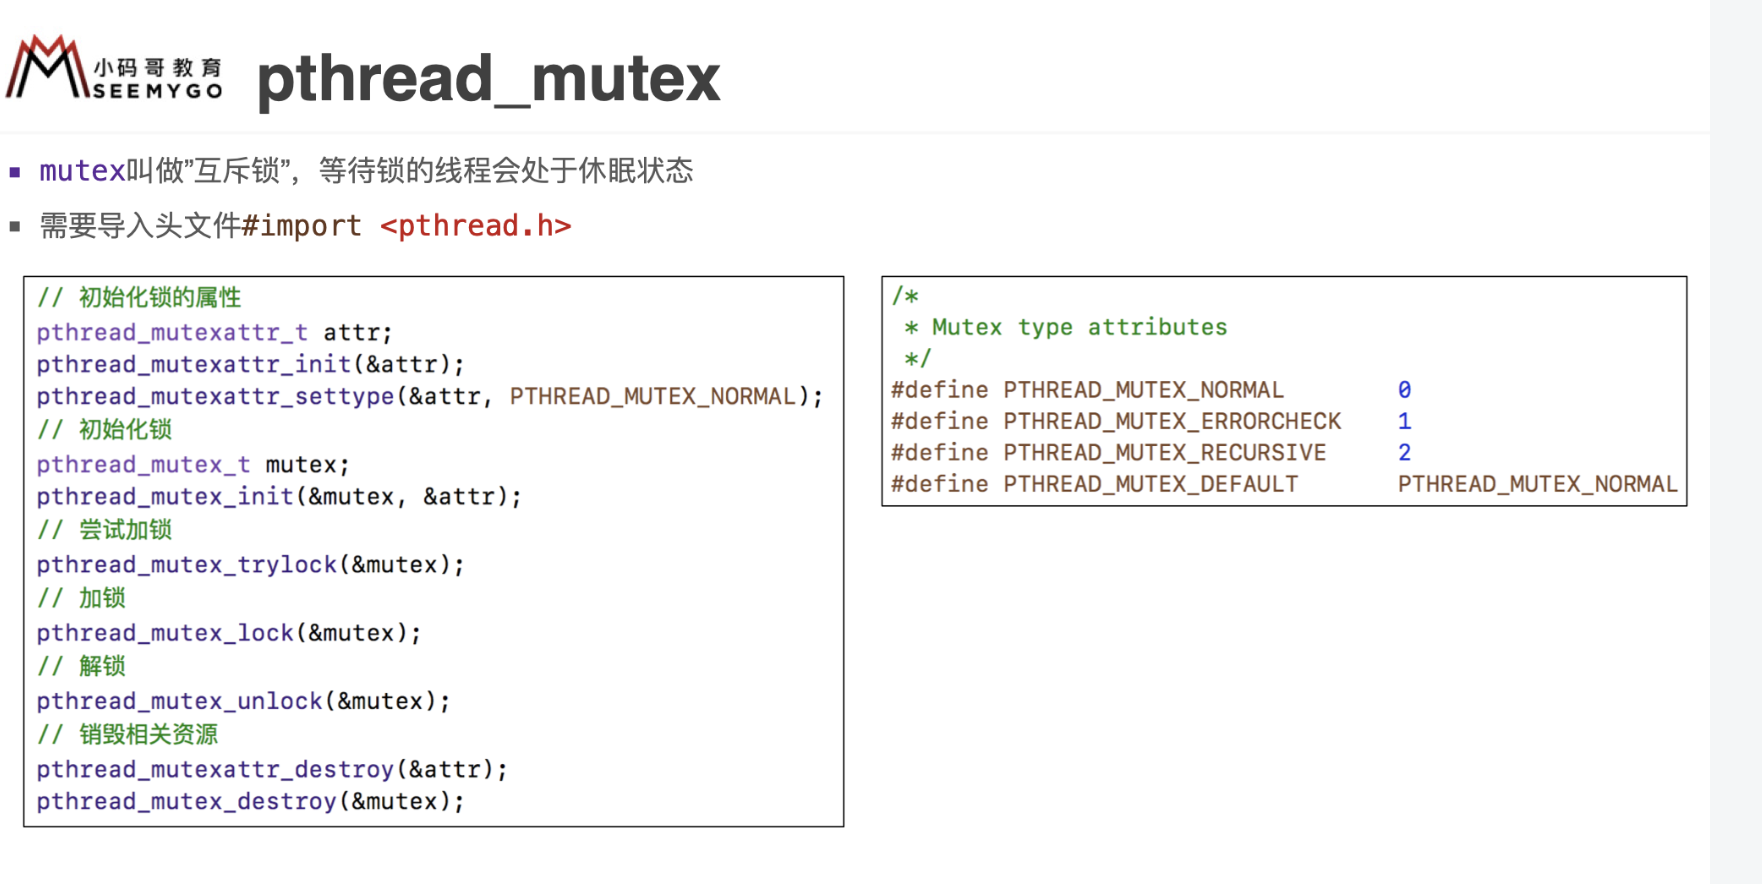 小码哥教育
SEEMYGO
pthread_mutex
mutex叫做”互斥锁”，等待锁的线程会处于休眠状态
需要导入头文件#import <pthread.h>
// 初始化锁的属性
pthread_mutexattr_t attr;
pthread_mutexattr_init(&attr);
pthread_mutexattr_settype(&attr, PTHREAD_MUTEX_NORMAL);
// 初始化锁
pthread_mutex_t mutex;
pthread_mutex_init(&mutex, &attr);
// 尝试加锁
pthread_mutex_trylock(&mutex);
// 加锁
pthread_mutex_lock(&mutex);
// 解锁
pthread_mutex_unlock(&mutex);
// 销毁相关资源
pthread_mutexattr_destroy(&attr);
pthread_mutex_destroy(&mutex);
/*
 * Mutex type attributes
 */
#define PTHREAD_MUTEX_NORMAL 0
#define PTHREAD_MUTEX_ERRORCHECK 1
#define PTHREAD_MUTEX_RECURSIVE 2
#define PTHREAD_MUTEX_DEFAULT PTHREAD_MUTEX_NORMAL